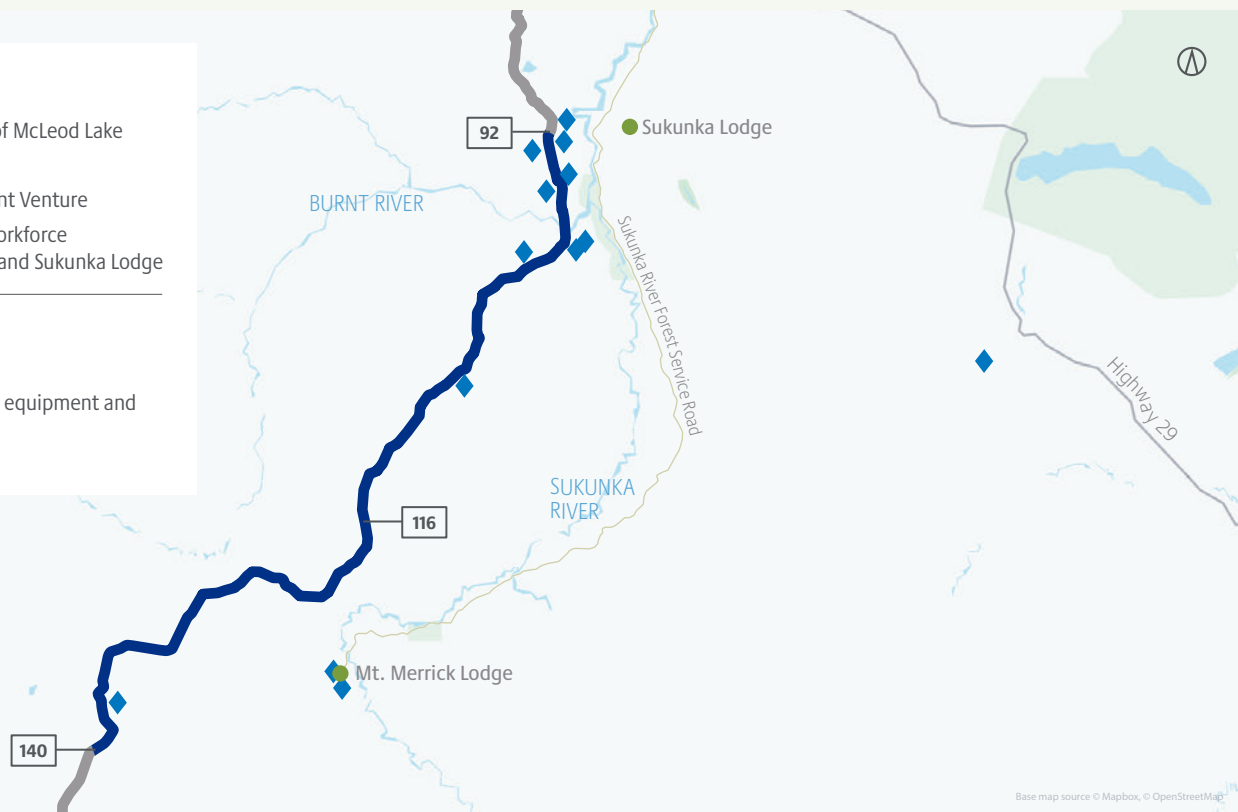 of McLeod Lake
nt Venture
orkforce
and Sukunka Lodge
equipment and
92
Sukunka Lodge
BURNT RIVER
Sukunka River Forest Service Road
Highway 29
SUKUNKA
RIVER
116
Mt. Merrick Lodge
140
Base map source © Mapbox, © OpenStreetMap